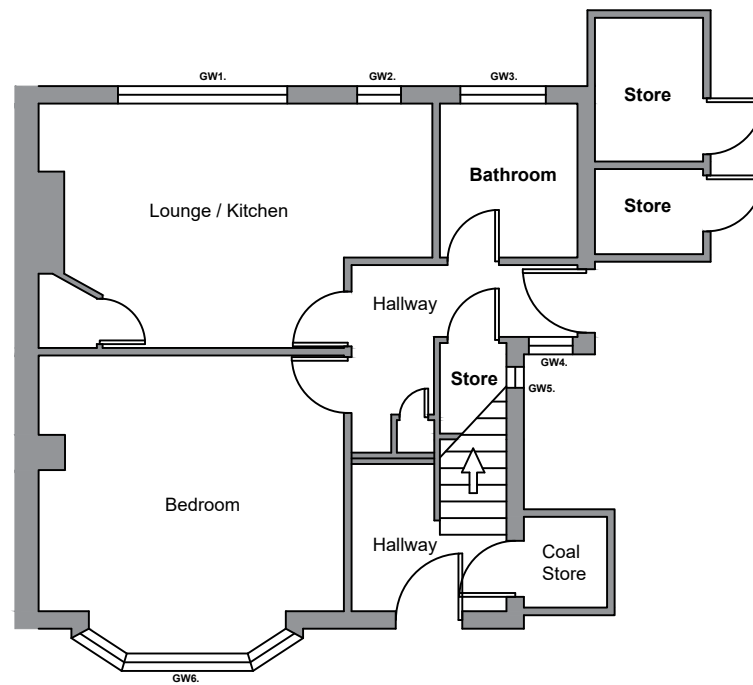 GW1.
GW2.
GW3.
Store
Bathroom
Lounge / Kitchen
Store
Hallway
GW4.
Store
GW5.
Bedroom
Hallway
Coal
Store
GW6.